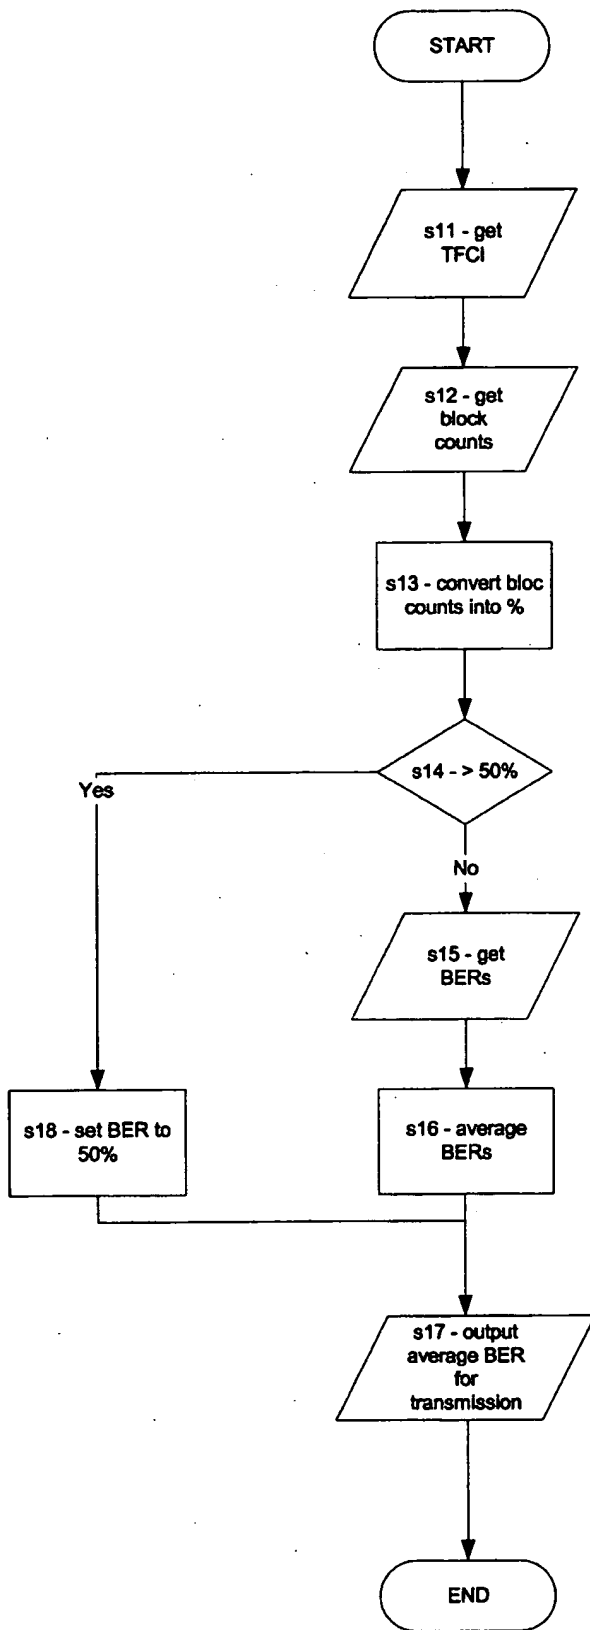 START
s11 - get
TFCI
s12 - get
block
counts
s13 - convert bloc
counts into %
s14 - > 50%
Yes
No
s15 - get
BERs
s18 - set BER to
50%
s16 - average
BERs
s17 - output
average BER
for
transmission
END